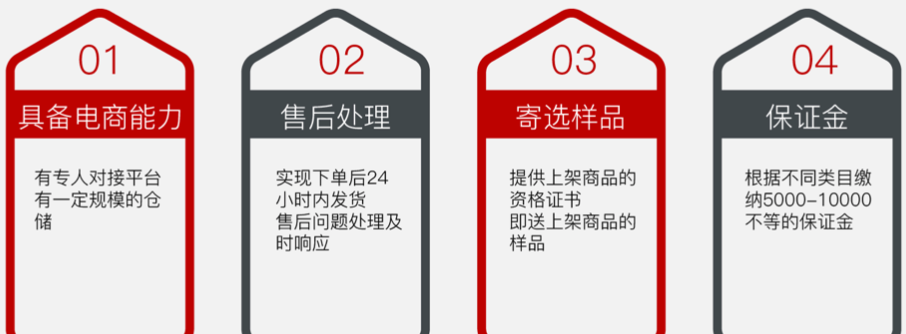 01
具备电商能力
有专人对接平台
有一定规模的仓
储
02
售后处理
实现下单后24
小时内发货
售后问题处理及
时响应
03
寄选样品
提供上架商品的
资格证书
即送上架商品的
样品
04
保证金
根据不同类目缴
纳5000-10000
不等的保证金